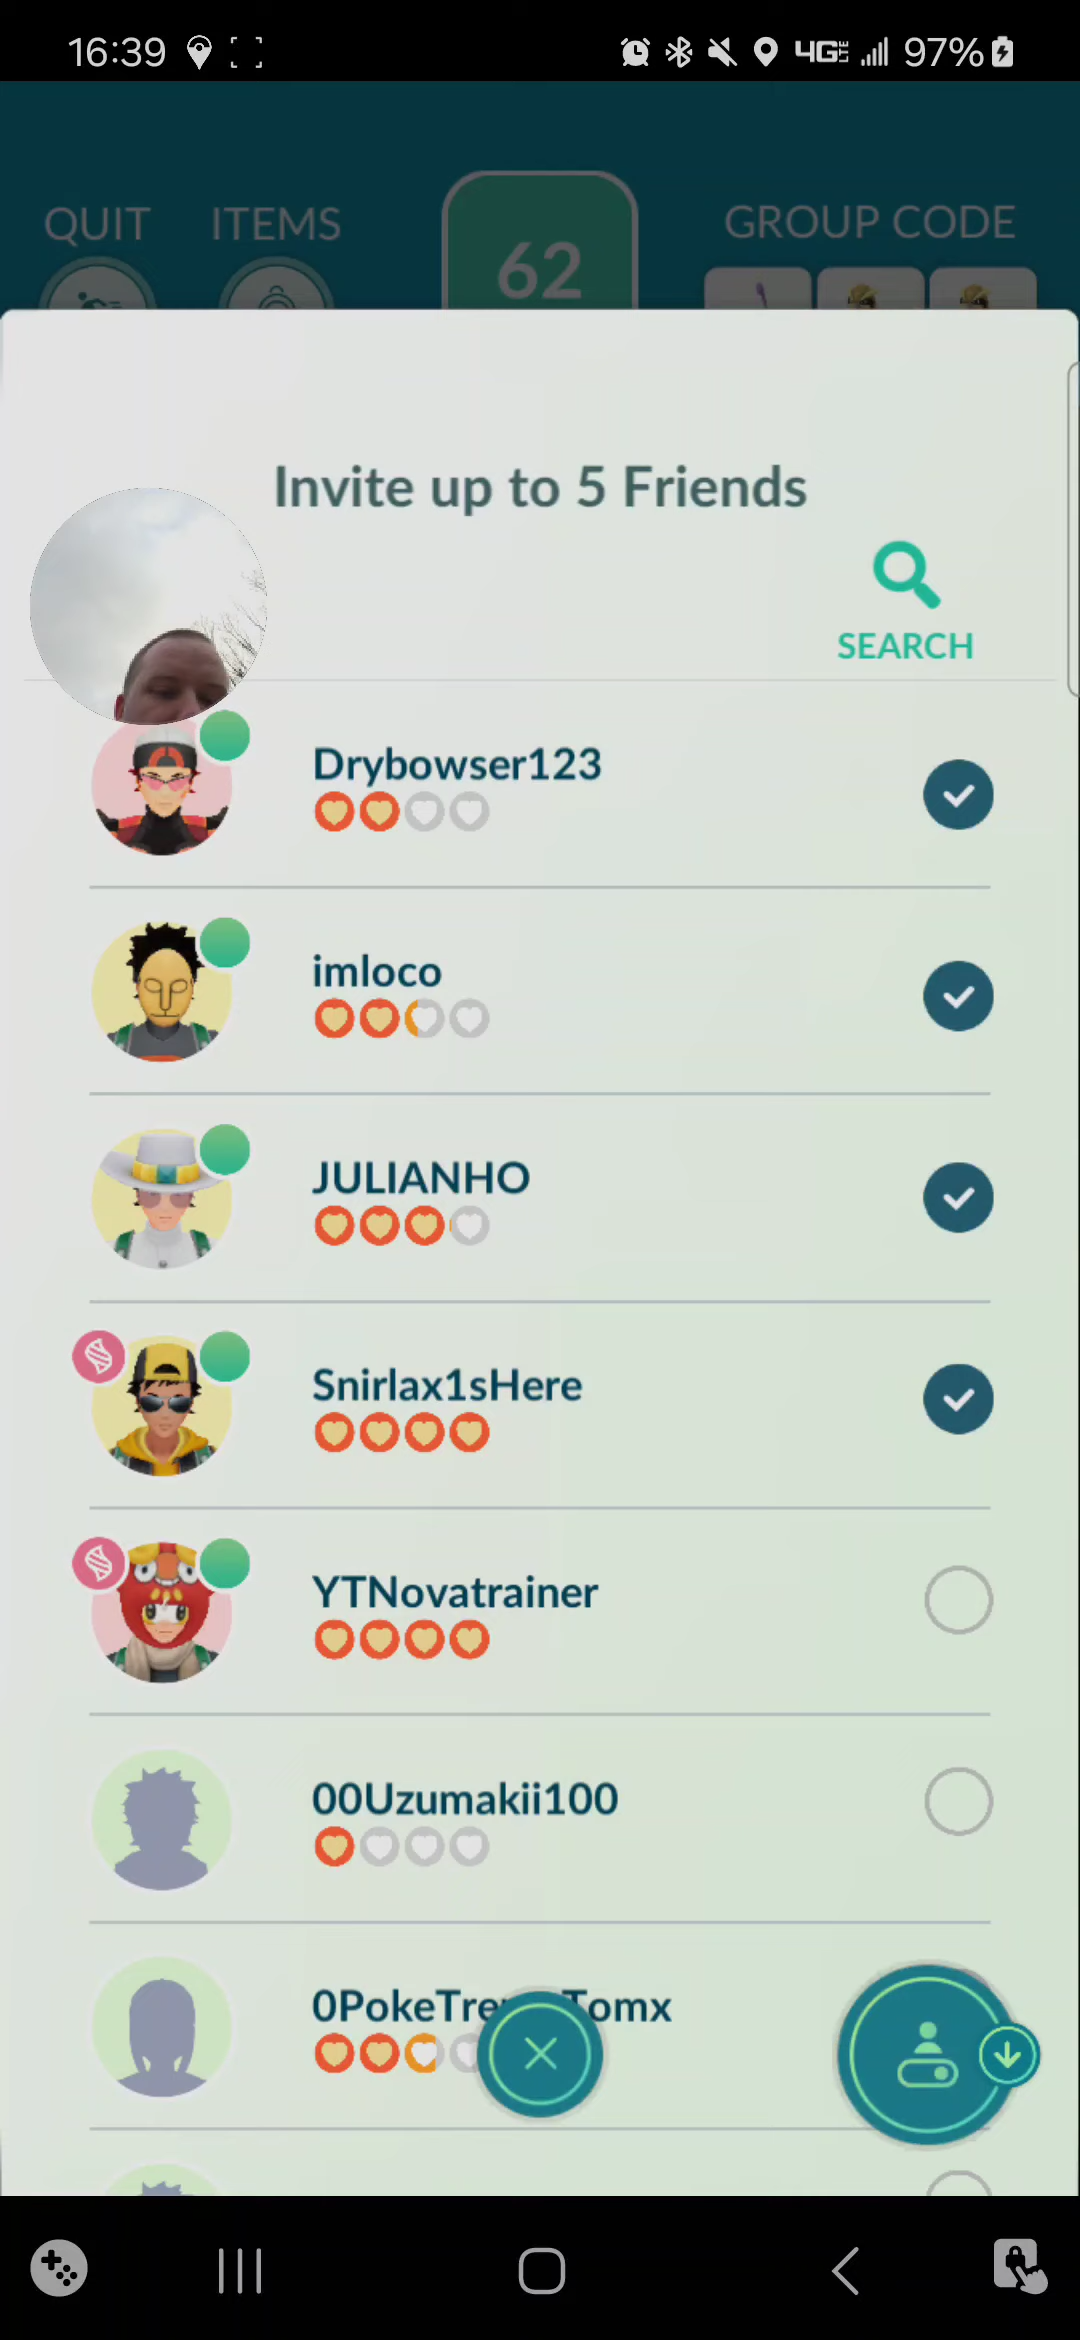 16:39
4G LTE 97%
QUIT ITEMS
62
GROUP CODE
Invite up to 5 Friends
SEARCH
Drybowser123
imloco
JULIANHO
Snirlax1sHere
YTNovatrainer
00Uzumakii100